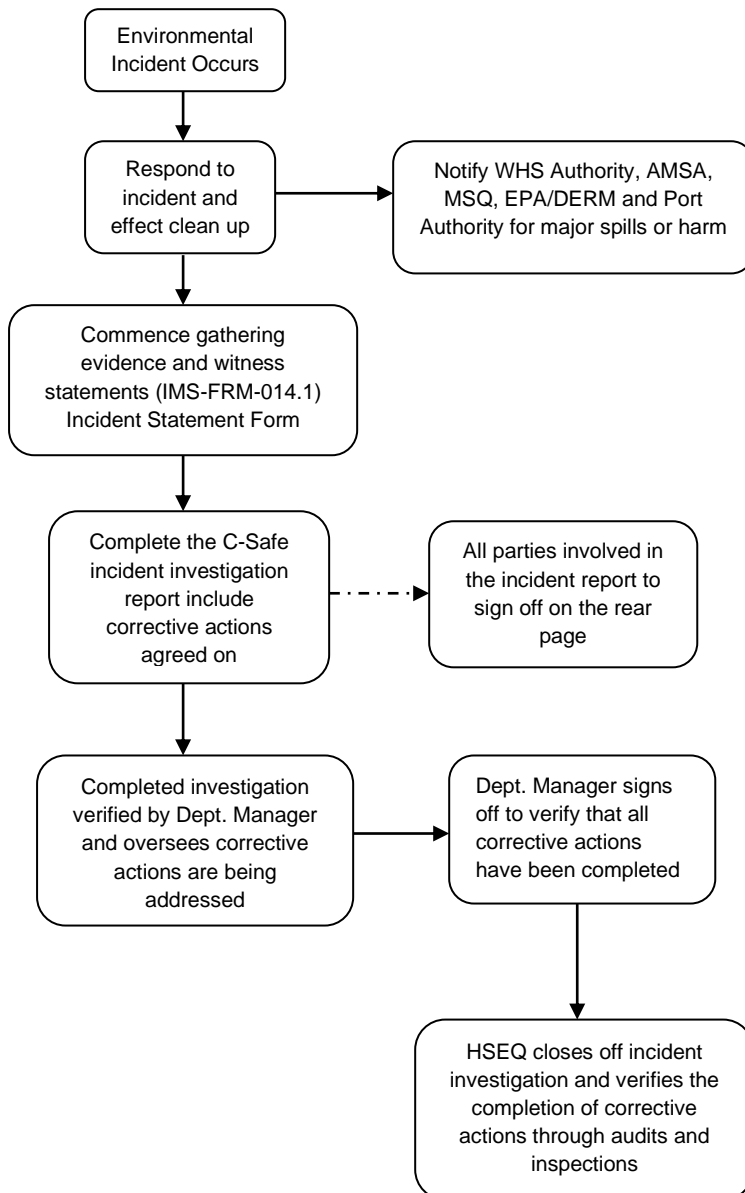 Environmental
Incident Occurs
Respond to
incident and
effect clean up
Notify WHS Authority, AMSA,
MSQ, EPA/DERM and Port
Authority for major spills or harm
Commence gathering
evidence and witness
statements (IMS-FRM-014.1)
Incident Statement Form
Complete the C-Safe
incident investigation
report include
corrective actions
agreed on
All parties involved in
the incident report to
sign off on the rear
page
Completed investigation
verified by Dept. Manager
and oversees corrective
actions are being
addressed
Dept. Manager signs
off to verify that all
corrective actions
have been completed
HSEQ closes off incident
investigation and verifies the
completion of corrective
actions through audits and
inspections